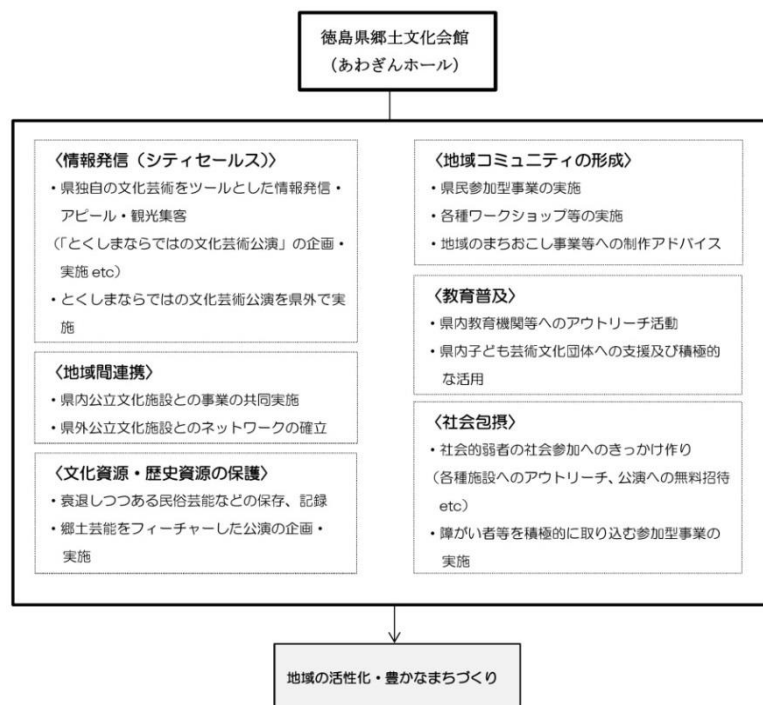 徳島県郷土文化会館
(あわぎんホール)
〈情報発信(シティセールス)〉
・県独自の文化芸術をツールとした情報発信・
アピール・観光集客
(「とくしまならではの文化芸術公演」の企画・
実施 etc)
・とくしまならではの文化芸術公演を県外で実
施
〈地域間連携〉
・県内公立文化施設との事業の共同実施
・県外公立文化施設とのネットワークの確立
〈文化資源・歴史資源の保護〉
・衰退しつつある民俗芸能などの保存、記録
・郷土芸能をフィーチャーした公演の企画・
実施
〈地域コミュニティの形成〉
・県民参加型事業の実施
・各種ワークショップ等の実施
・地域のまちおこし事業等への制作アドバイス
〈教育普及〉
・県内教育機関等へのアウトリーチ活動
・県内子ども芸術文化団体への支援及び積極的
な活用
〈社会包摂〉
・社会的弱者の社会参加へのきっかけ作り
(各種施設へのアウトリーチ、公演への無料招待
etc)
・障がい者等を積極的に取り込む参加型事業の
実施
地域の活性化・豊かなまちづくり